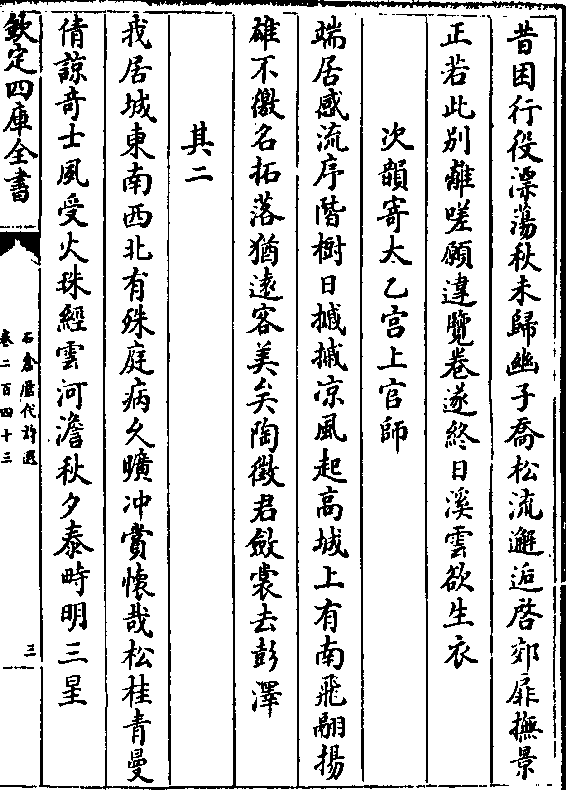 昔困行役漂蕩秋未歸幽子喬松流邂逅啓郊扉撫景
正若此別離嗟願違覽卷遂終日溪雲欲生衣
次韻寄太乙宫上官師
端居感流序階樹日摵摵凉風起高城上有南飛翮揚
雄不徼名拓落猶遠客美矣陶徵君斂裳去彭澤
其二
我居城東南西北有殊庭病久曠冲賞懷哉松桂青曼
倩諒竒士風受火珠經雲河澹秋夕泰畤明三星
欽定四庫全書
石倉歷代詩選
卷二百四十三
三